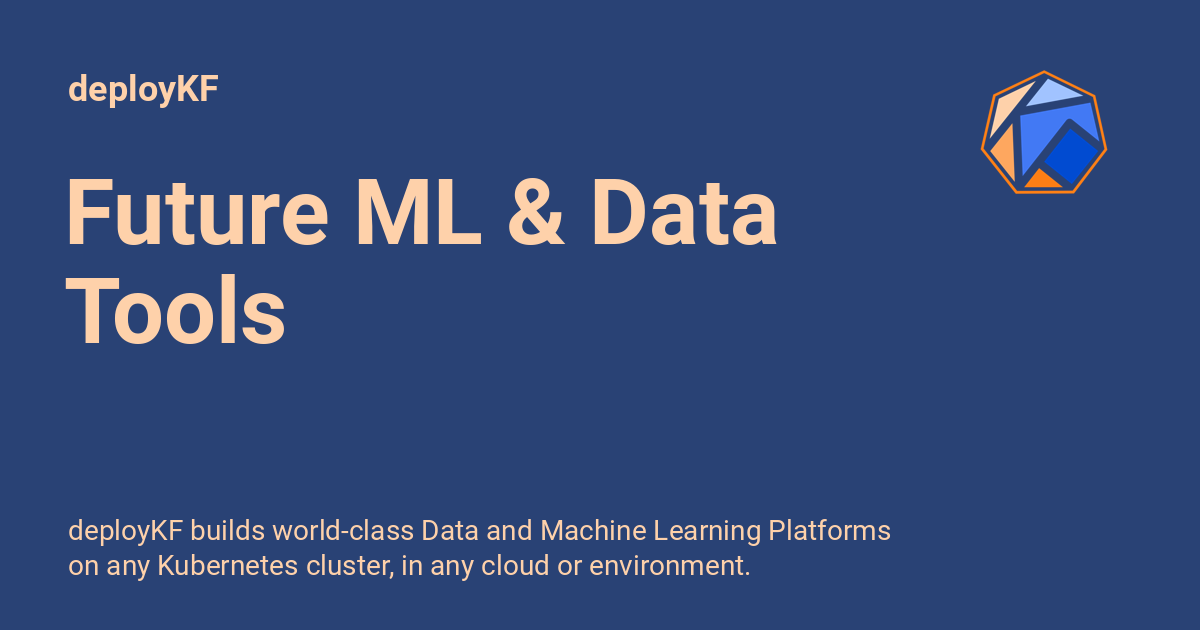 deployKF
Future ML & Data
Tools
deployKF builds world-class Data and Machine Learning Platforms
on any Kubernetes cluster, in any cloud or environment.